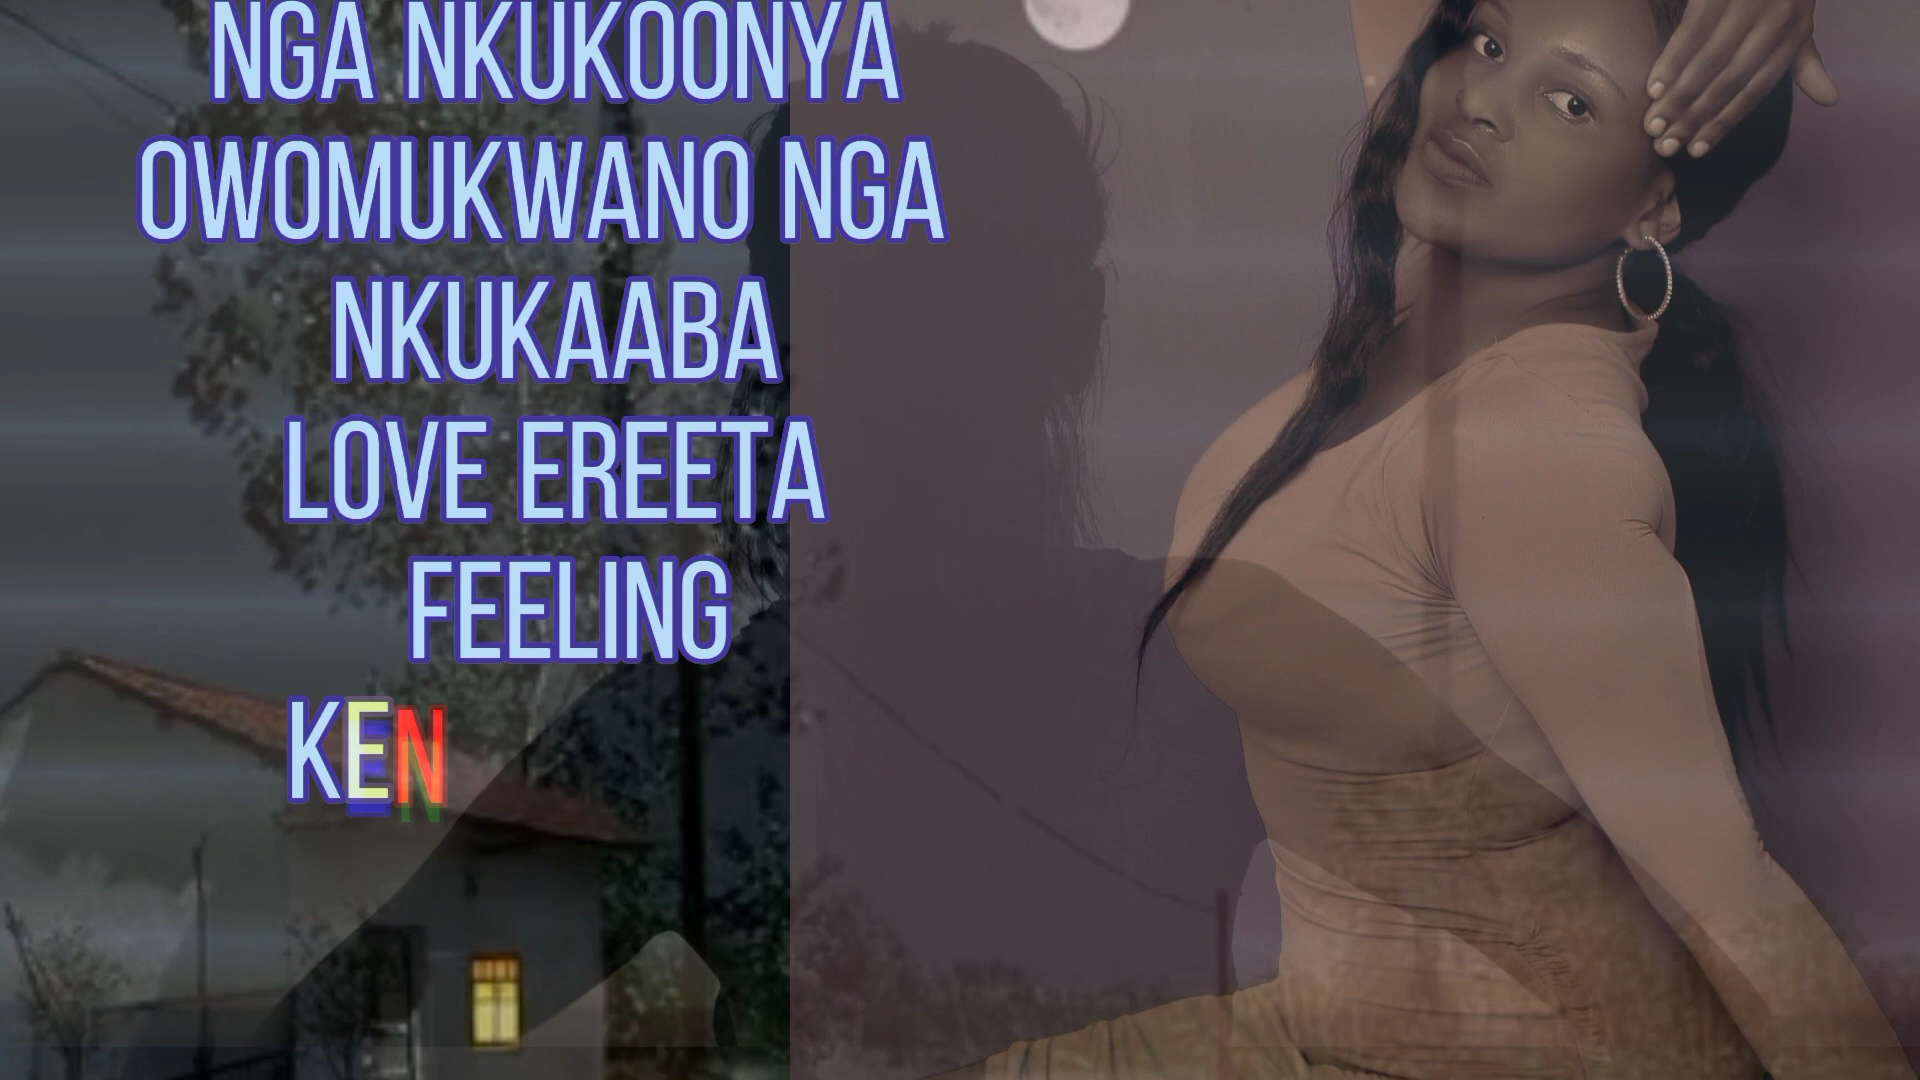 NGA NKUKOONYA
OWOMUKWANO NGA
NKUKAABA
LOVE EREETA
FEELING
KEN